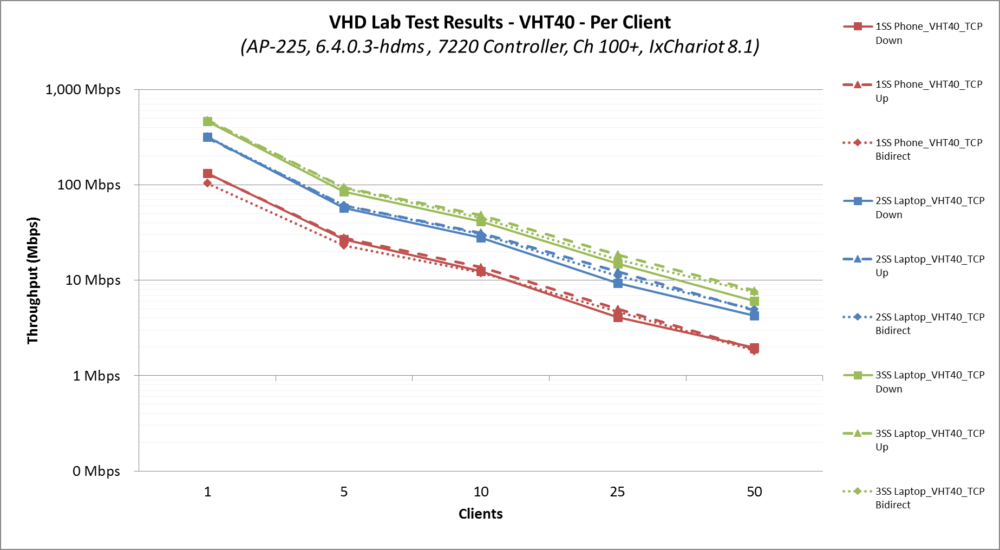 VHD Lab Test Results - VHT40 - Per Client
(AP-225, 6.4.0.3-hdms , 7220 Controller, Ch 100+, IxChariot 8.1)
1,000 Mbps
100 Mbps
10 Mbps
1 Mbps
0 Mbps
Throughput (Mbps)
1
5
10
25
50
Clients
1SS Phone_VHT40_TCP
Down
1SS Phone_VHT40_TCP
Up
1SS Phone_VHT40_TCP
Bidirect
2SS Laptop_VHT40_TCP
Down
2SS Laptop_VHT40_TCP
Up
2SS Laptop_VHT40_TCP
Bidirect
3SS Laptop_VHT40_TCP
Down
3SS Laptop_VHT40_TCP
Up
3SS Laptop_VHT40_TCP
Bidirect